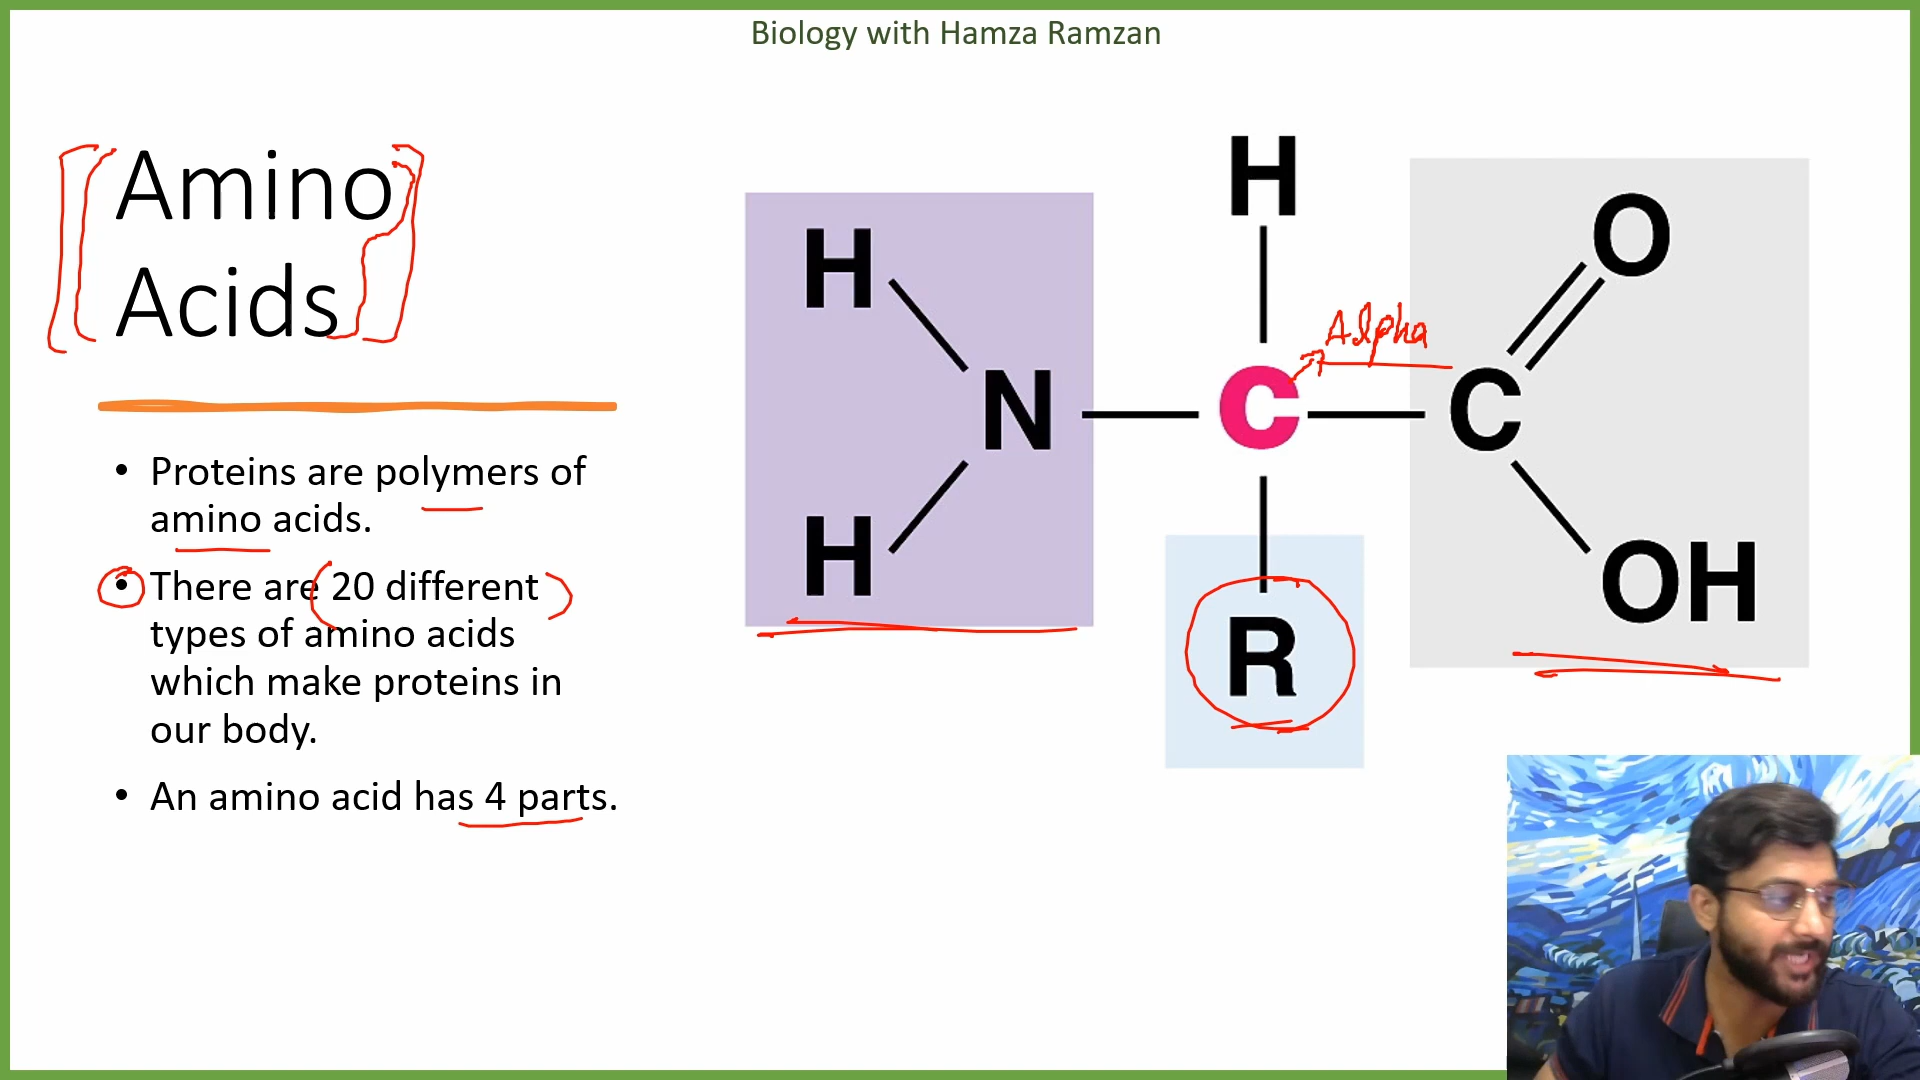 Biology with Hamza Ramzan
Amino
Acids
• Proteins are polymers of
amino acids.
• There are 20 different
types of amino acids
which make proteins in
our body.
• An amino acid has 4 parts.
H
H
O
H
Alpha
N
C
C
H
OH
R